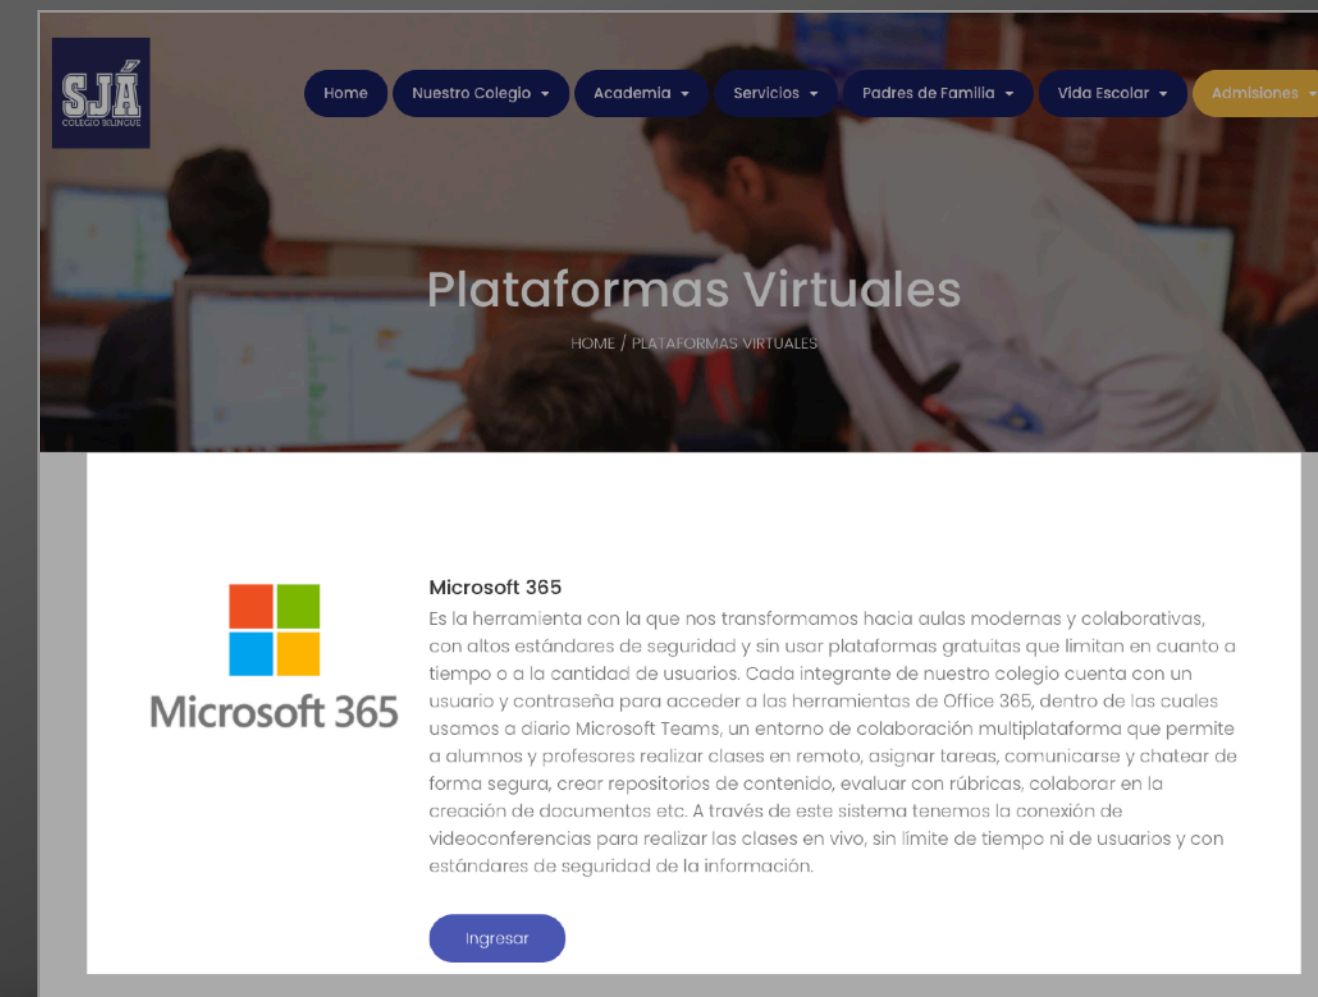 SJÁ
COLEGIO BILINGUE
Home
Nuestro Colegio
Academia
Servicios
Padres de Familia
Vida Escolar
Admisiones
Plataformas Virtuales
HOME / PLATAFORMAS VIRTUALES
Microsoft 365
Microsoft 365
Es la herramienta con la que nos transformamos hacia aulas modernas y colaborativas,
con altos estándares de seguridad y sin usar plataformas gratuitas que limitan en cuanto a
tiempo o a la cantidad de usuarios. Cada integrante de nuestro colegio cuenta con un
usuario y contraseña para acceder a las herramientas de Office 365, dentro de las cuales
usamos a diario Microsoft Teams, un entorno de colaboración multiplataforma que permite
a alumnos y profesores realizar clases en remoto, asignar tareas, comunicarse y chatear de
forma segura, crear repositorios de contenido, evaluar con rúbricas, colaborar en la
creación de documentos etc. A través de este sistema tenemos la conexión de
videoconferencias para realizar las clases en vivo, sin límite de tiempo ni de usuarios y con
estándares de seguridad de la información.
Ingresar